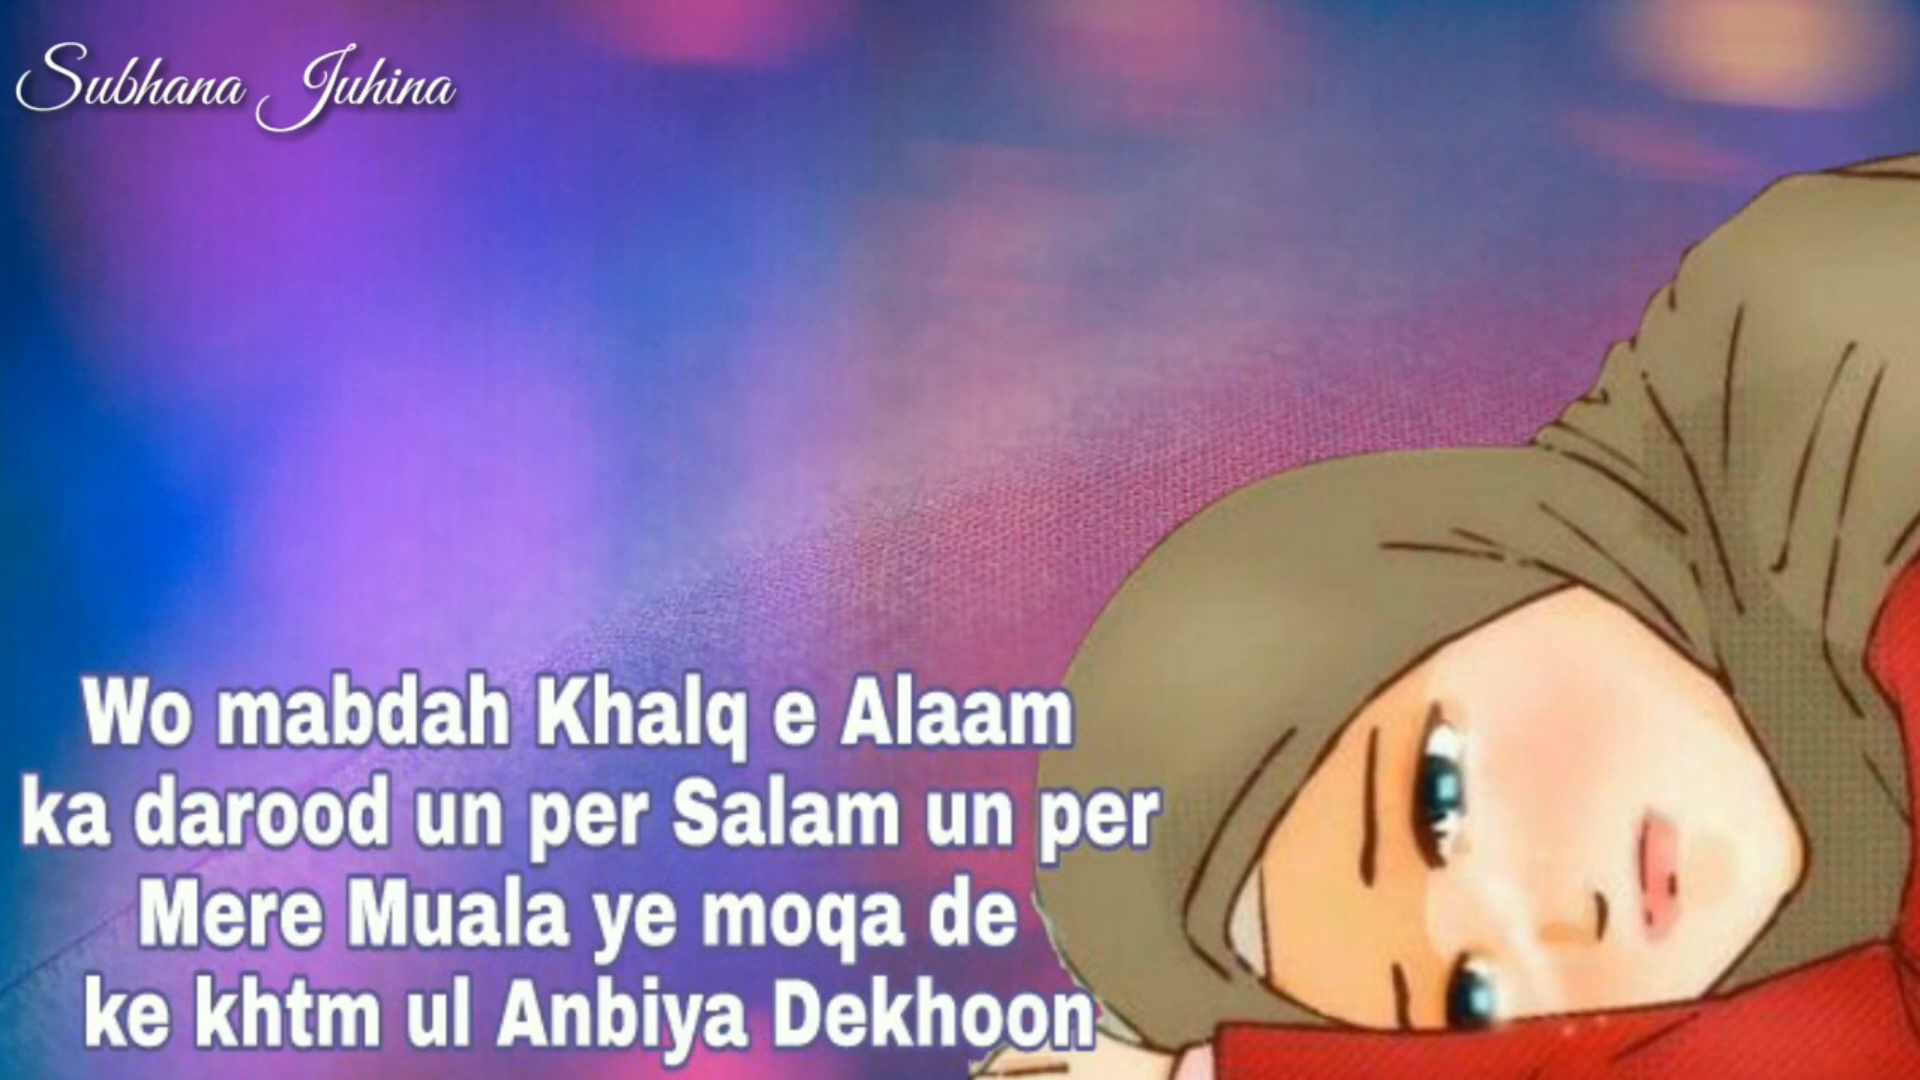 Subhana Juhina
Wo mabdah Khalq e Alaam
ka darood un per Salam un per
Mere Muala ye moqa de
ke khtm ul Anbiya Dekhoon